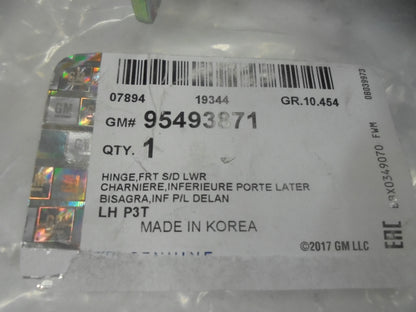 07894 19344 GR.10.454
GM# 95493871
QTY. 1
HINGE,FRT S/D LWR
CHARNIERE,INFERIEURE PORTE LATER
BISAGRA,INF P/L DELAN
LH P3T
MADE IN KOREA
©2017 GM LLC
GM
08039973
EAC